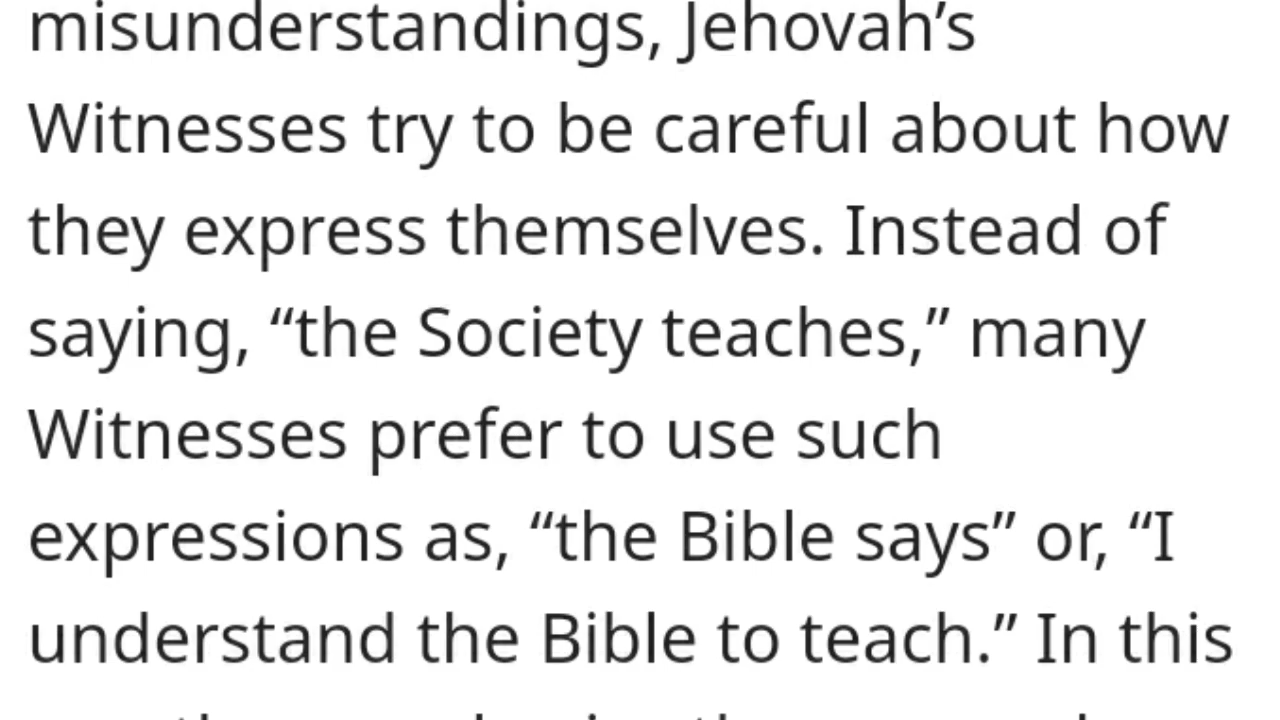 misunderstandings, Jehovah’s
Witnesses try to be careful about how
they express themselves. Instead of
saying, “the Society teaches,” many
Witnesses prefer to use such
expressions as, “the Bible says” or, “I
understand the Bible to teach.” In this